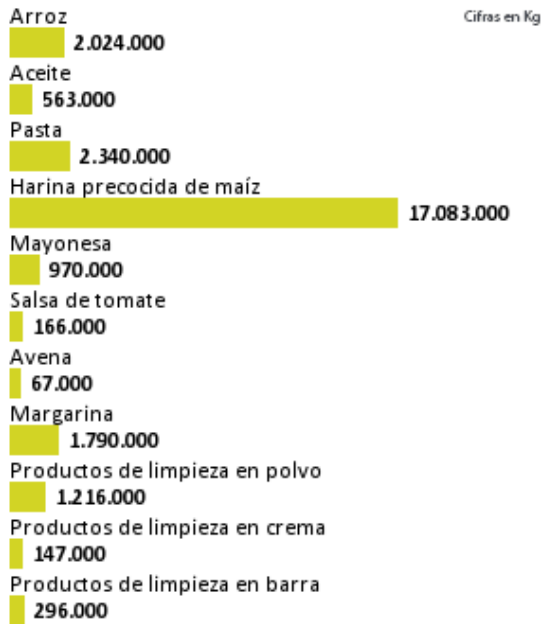 Arroz
Cifras en Kg
2.024.000
Aceite
563.000
Pasta
2.340.000
Harina precocida de maíz
17.083.000
Mayonesa
970.000
Salsa de tomate
166.000
Avena
67.000
Margarina
1.790.000
Productos de limpieza en polvo
1.216.000
Productos de limpieza en crema
147.000
Productos de limpieza en barra
296.000